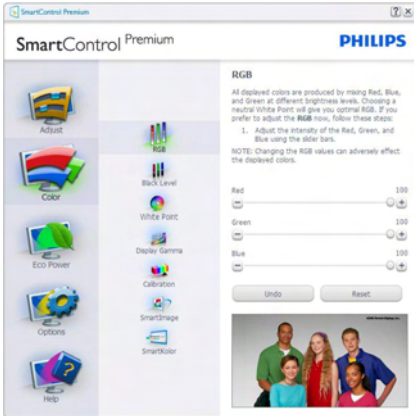 SmartControl Premium
SmartControl Premium
PHILIPS
Adjust
Color
Eco Power
Options
Help
RGB
Black Level
White Point
Display Gamma
Calibration
SmartImage
SmartKolor
RGB
All displayed colors are produced by mixing Red, Blue,
and Green at different brightness levels. Choosing a
neutral White Point will give you optimal RGB. If you
prefer to adjust the RGB now, follow these steps:
1. Adjust the intensity of the Red, Green, and
Blue using the slider bars.
NOTE: Changing the RGB values can adversely effect
the displayed colors.
Red 100
Green 100
Blue 100
Undo Reset